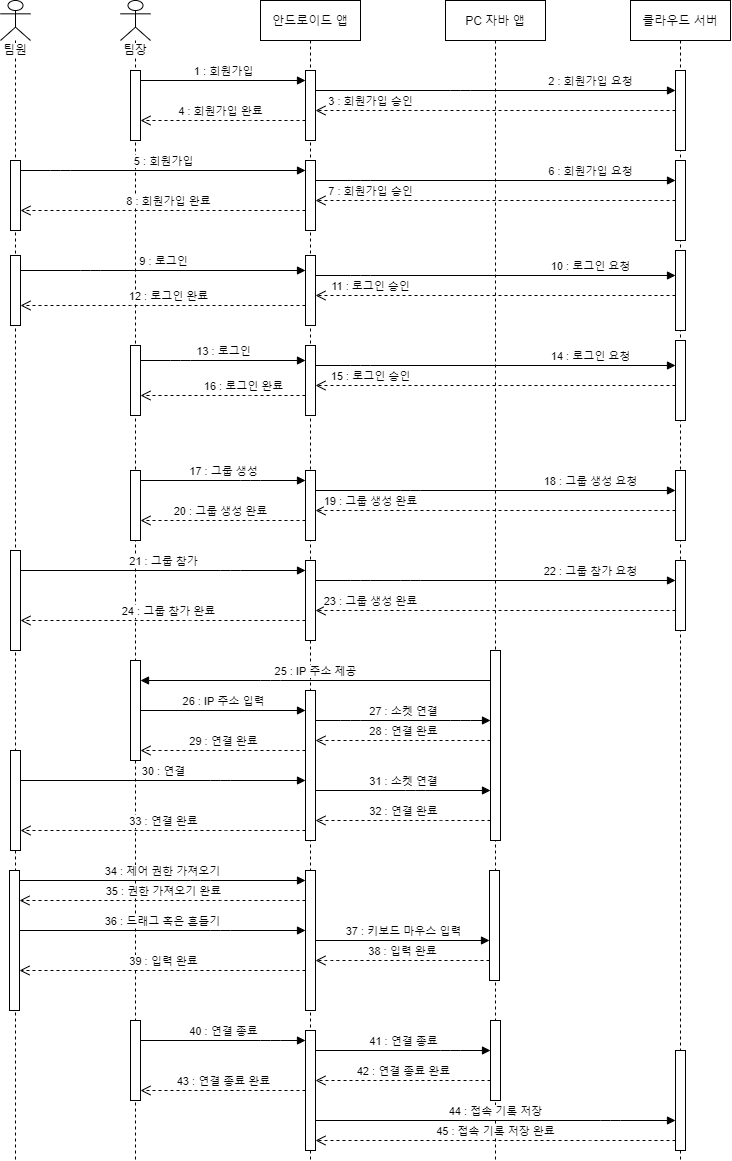 팀원
팀장
안드로이드 앱
PC 자바 앱
클라우드 서버
1 : 회원가입
2 : 회원가입 요청
3 : 회원가입 승인
4 : 회원가입 완료
5 : 회원가입
6 : 회원가입 요청
7 : 회원가입 승인
8 : 회원가입 완료
9 : 로그인
10 : 로그인 요청
11 : 로그인 승인
12 : 로그인 완료
13 : 로그인
14 : 로그인 요청
15 : 로그인 승인
16 : 로그인 완료
17 : 그룹 생성
18 : 그룹 생성 요청
19 : 그룹 생성 완료
20 : 그룹 생성 완료
21 : 그룹 참가
22 : 그룹 참가 요청
23 : 그룹 생성 완료
24 : 그룹 참가 완료
25 : IP 주소 제공
26 : IP 주소 입력
27 : 소켓 연결
28 : 연결 완료
29 : 연결 완료
30 : 연결
31 : 소켓 연결
32 : 연결 완료
33 : 연결 완료
34 : 제어 권한 가져오기
35 : 권한 가져오기 완료
36 : 드래그 혹은 흔들기
37 : 키보드 마우스 입력
38 : 입력 완료
39 : 입력 완료
40 : 연결 종료
41 : 연결 종료
42 : 연결 종료 완료
43 : 연결 종료 완료
44 : 접속 기록 저장
45 : 접속 기록 저장 완료